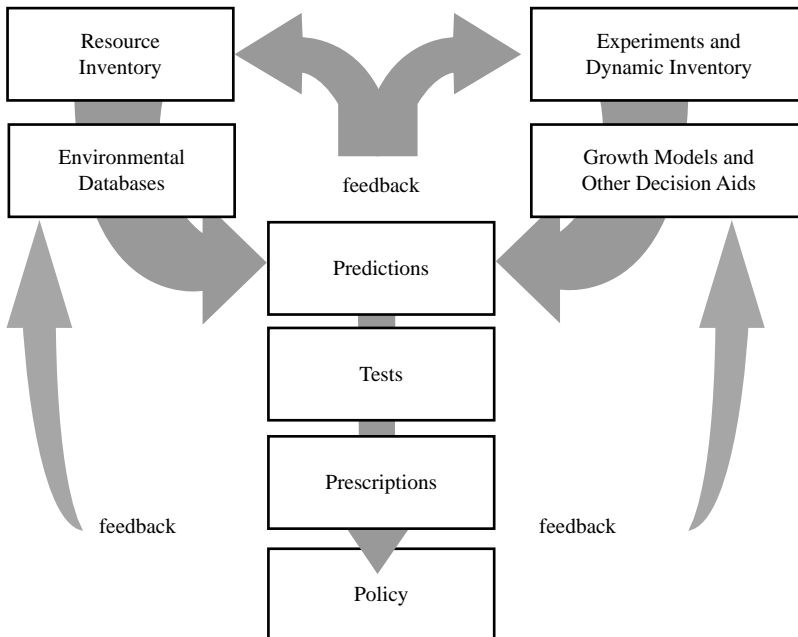 Resource
Inventory
Experiments and
Dynamic Inventory
Environmental
Databases
Growth Models and
Other Decision Aids
feedback
Predictions
Tests
Prescriptions
feedback
feedback
Policy